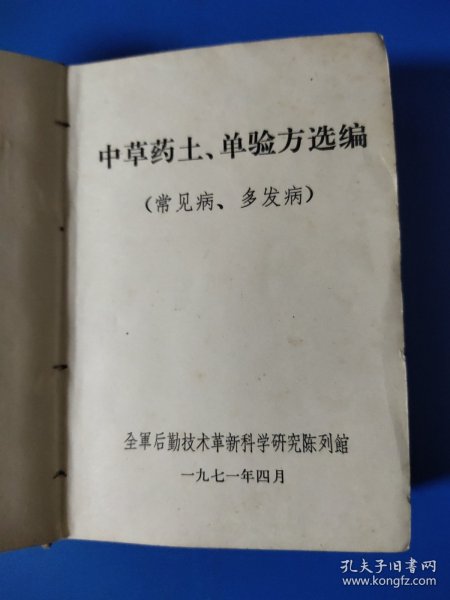 中草药土、单验方选编
（常见病、多发病）
全軍后勤技术革新科学研究陈列館
一九七一年四月
孔夫子旧书网
www.kongfz.com